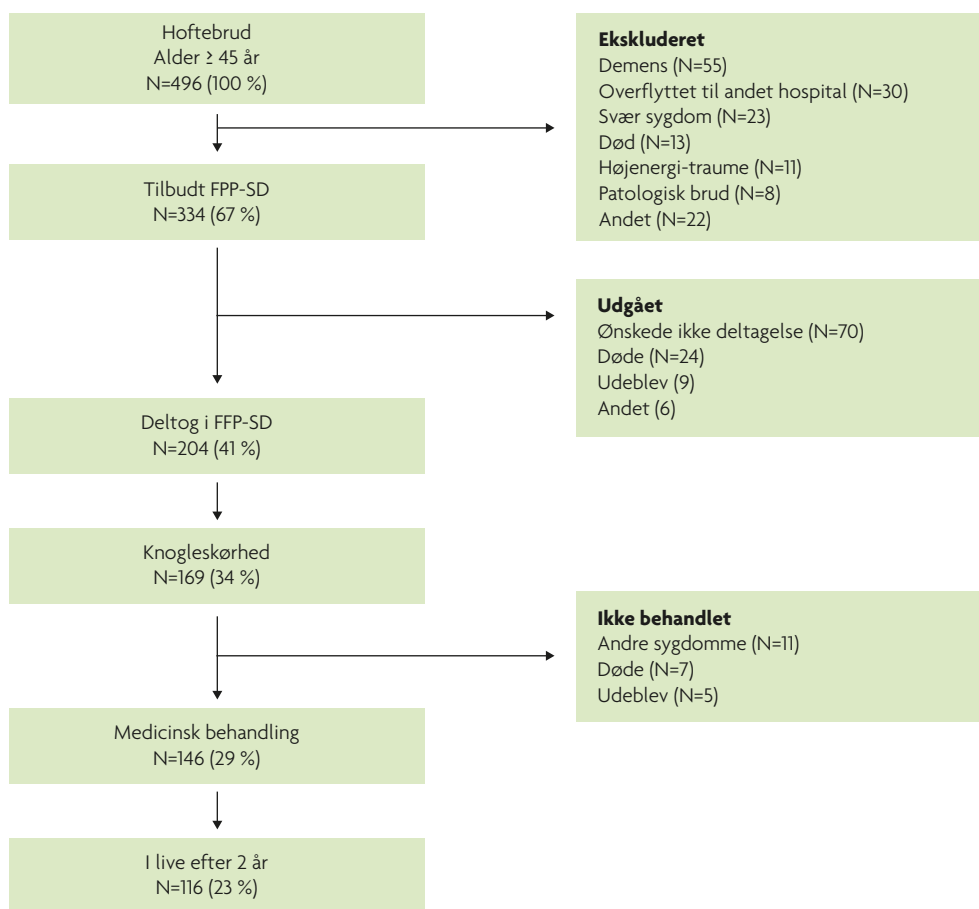 Hoftebrud
Alder ≥ 45 år
N=496 (100 %)
Ekskluderet
Demens (N=55)
Overflyttet til andet hospital (N=30)
Svær sygdom (N=23)
Død (N=13)
Højenergi-traume (N=11)
Patologisk brud (N=8)
Andet (N=22)
Tilbudt FPP-SD
N=334 (67 %)
Udgået
Ønskede ikke deltagelse (N=70)
Døde (N=24)
Udeblev (9)
Andet (6)
Deltog i FFP-SD
N=204 (41 %)
Knogleskørhed
N=169 (34 %)
Ikke behandlet
Andre sygdomme (N=11)
Døde (N=7)
Udeblev (N=5)
Medicinsk behandling
N=146 (29 %)
I live efter 2 år
N=116 (23 %)